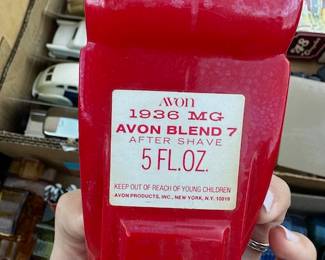 AVON
1936 MG
AVON BLEND 7
AFTER SHAVE
5 FL.OZ.
KEEP OUT OF REACH OF YOUNG CHILDREN
AVON PRODUCTS, INC., NEW YORK, N.Y. 10019